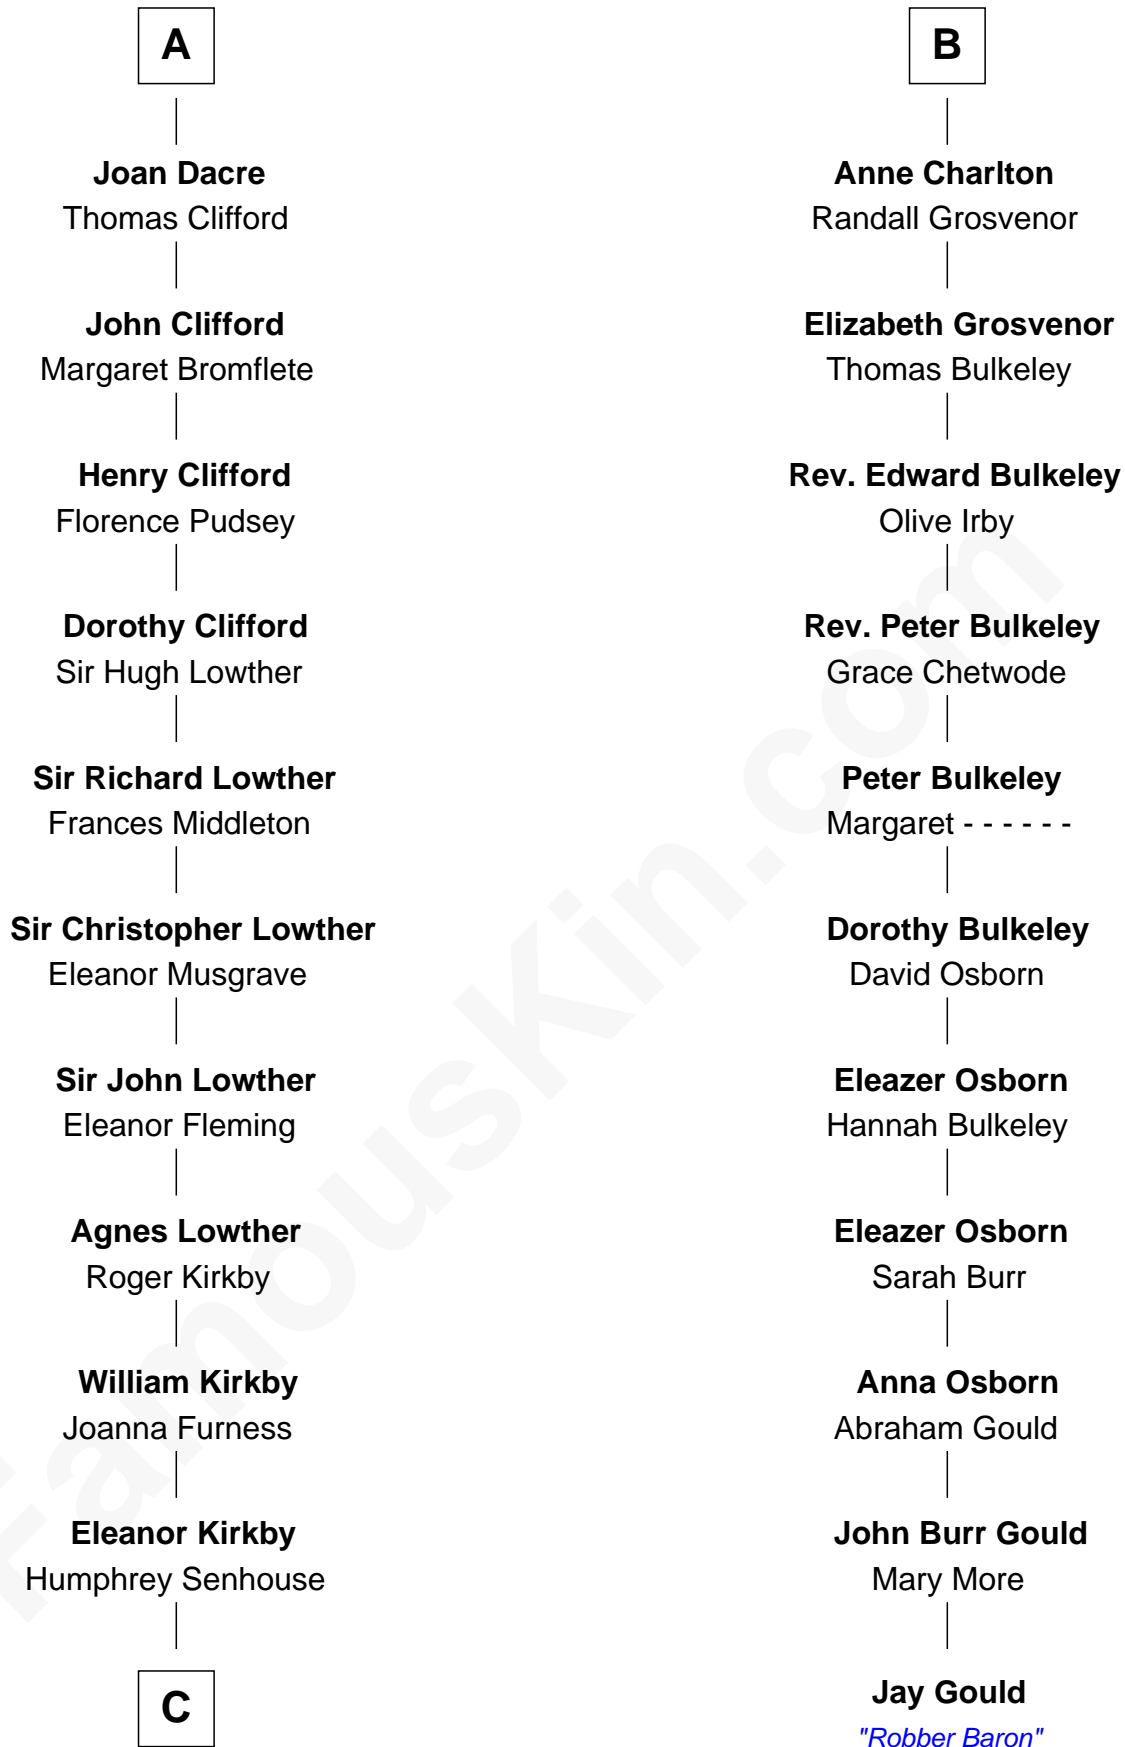 A
Joan Dacre
Thomas Clifford
John Clifford
Margaret Bromflete
Henry Clifford
Florence Pudsey
Dorothy Clifford
Sir Hugh Lowther
Sir Richard Lowther
Frances Middleton
Sir Christopher Lowther
Eleanor Musgrave
Sir John Lowther
Eleanor Fleming
Agnes Lowther
Roger Kirkby
William Kirkby
Joanna Furness
Eleanor Kirkby
Humphrey Senhouse
C
B
Anne Charlton
Randall Grosvenor
Elizabeth Grosvenor
Thomas Bulkeley
Rev. Edward Bulkeley
Olive Irby
Rev. Peter Bulkeley
Grace Chetwode
Peter Bulkeley
Margaret - - - - - -
Dorothy Bulkeley
David Osborn
Eleazer Osborn
Hannah Bulkeley
Eleazer Osborn
Sarah Burr
Anna Osborn
Abraham Gould
John Burr Gould
Mary More
Jay Gould
"Robber Baron"
FamousKin.com